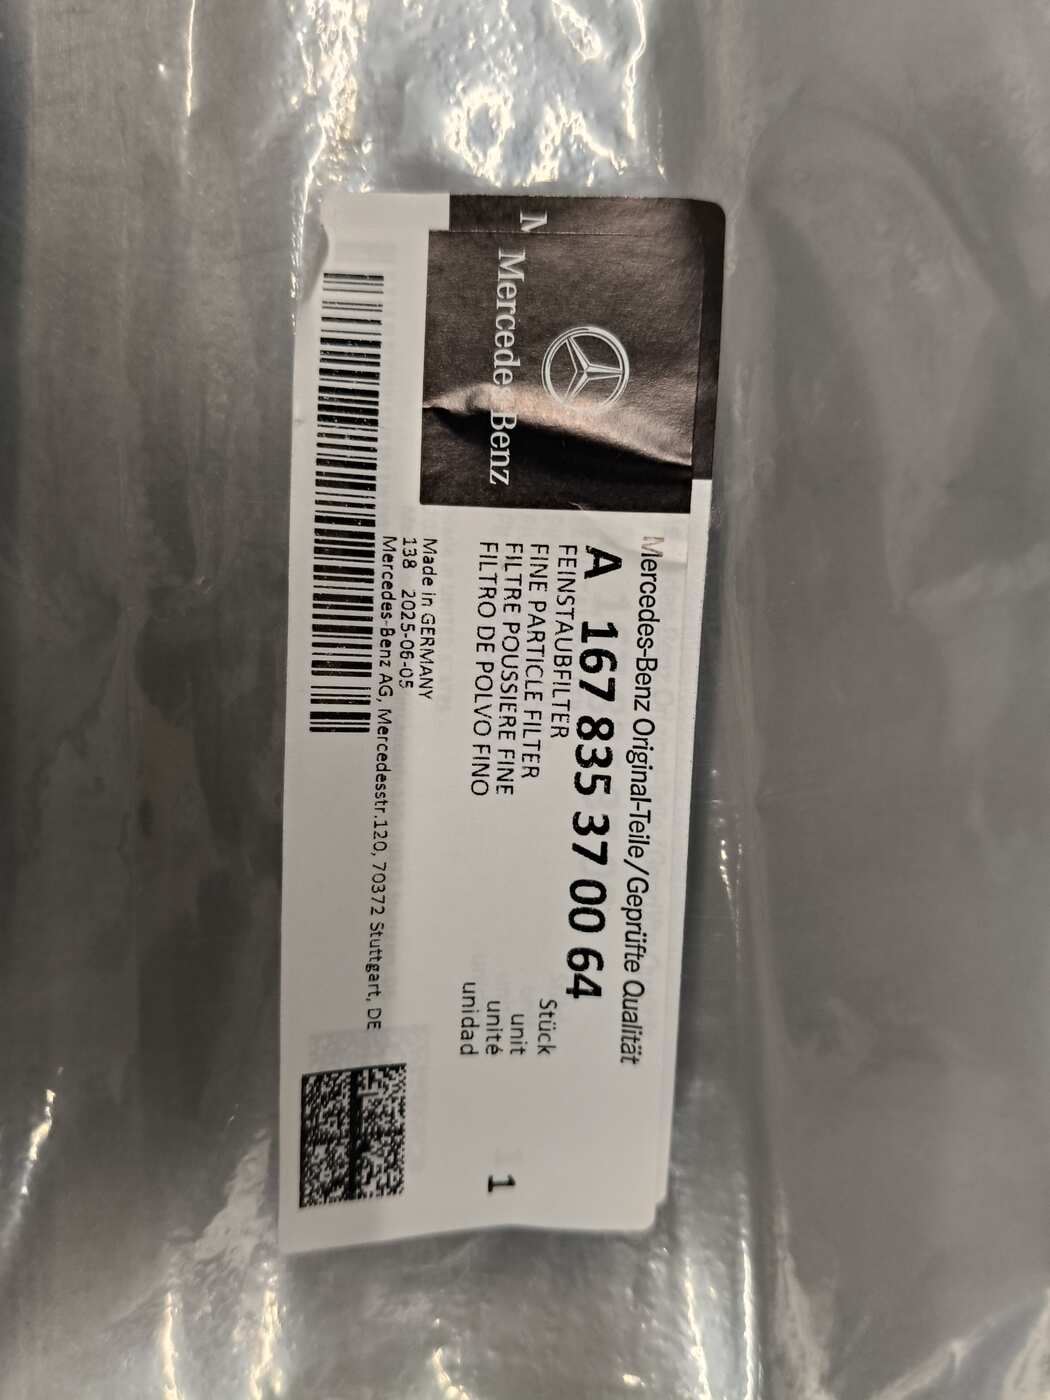 Mercedes-Benz
Mercedes-Benz Original-Teile/Geprüfte Qualität
A 167 835 37 00 64
FEINSTAUBFILTER
FINE PARTICLE FILTER
FILTRE POUSSIERE FINE
FILTRO DE POLVO FINO
Stück
unit
unité
unidad
1
Made in GERMANY
138 2025-06-05
Mercedes-Benz AG, Mercedesstr.120, 70372 Stuttgart, DE